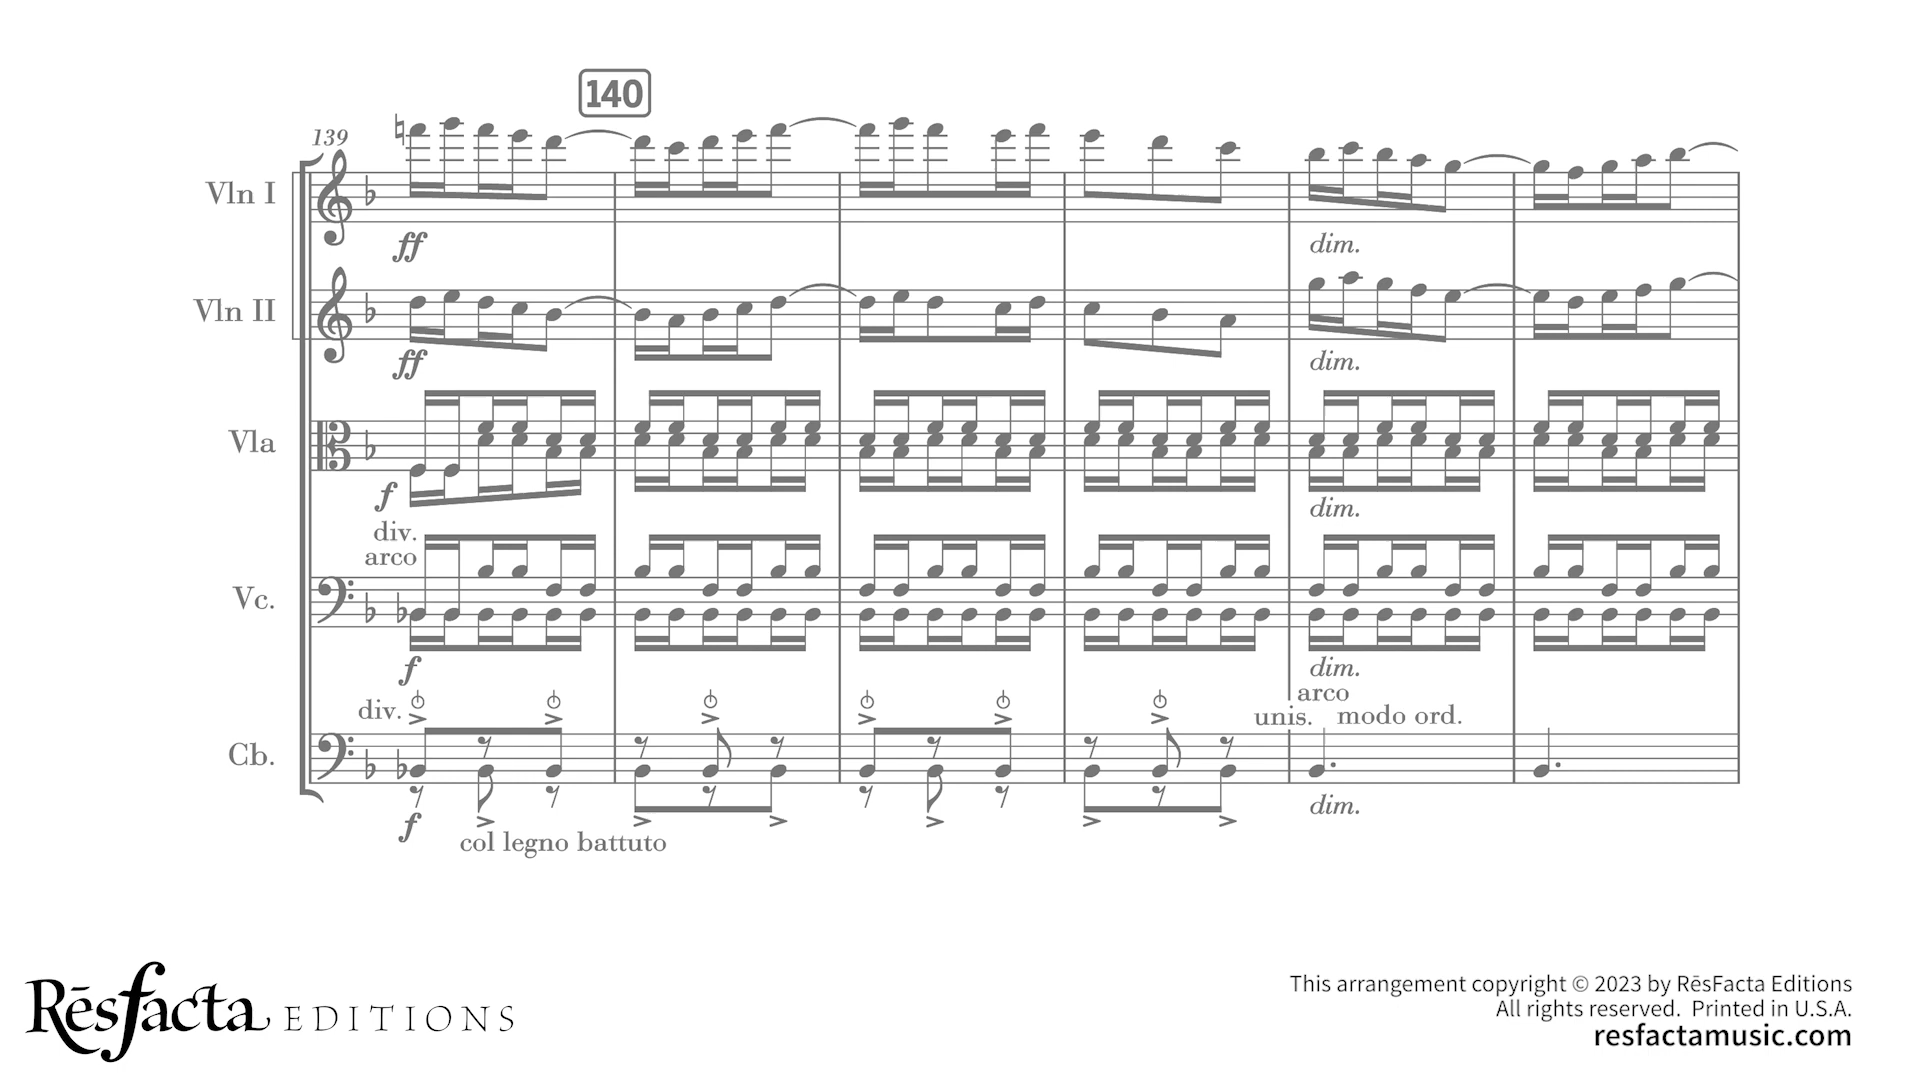 140
139
Vln I
ff
dim.
Vln II
ff
dim.
Vla
f
dim.
div.
arco
Vc.
f
dim.
arco
div.
unis. modo ord.
Cb.
f
dim.
col legno battuto
RēsFacta EDITIONS
This arrangement copyright © 2023 by RēsFacta Editions
All rights reserved. Printed in U.S.A.
resfactamusic.com